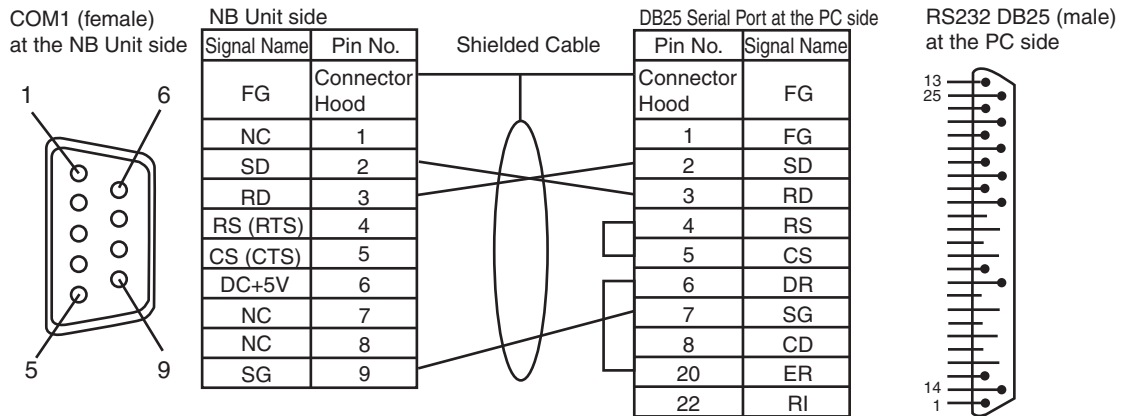 COM1 (female)
at the NB Unit side
1
6
5
9
NB Unit side
Signal Name Pin No.
FG Connector
Hood
NC 1
SD 2
RD 3
RS (RTS) 4
CS (CTS) 5
DC+5V 6
NC 7
NC 8
SG 9
Shielded Cable
DB25 Serial Port at the PC side
Pin No. Signal Name
Connector
Hood FG
1 FG
2 SD
3 RD
4 RS
5 CS
6 DR
7 SG
8 CD
20 ER
22 RI
RS232 DB25 (male)
at the PC side
13
25
14
1